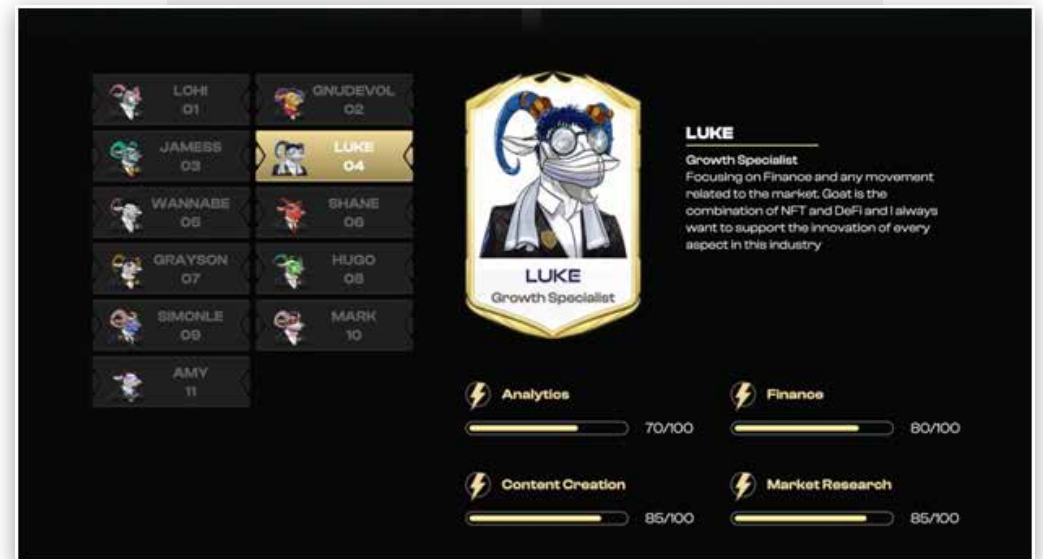 LOHI
01
GNUDEVOL
02
JAMESS
03
LUKE
04
WANNABE
05
SHANE
06
GRAYSON
07
HUGO
08
SIMONLE
09
MARK
10
AMY
11
LUKE
Growth Specialist
LUKE
Growth Specialist
Focusing on Finance and any movement
related to the market. Goat is the
combination of NFT and DeFi and I always
want to support the innovation of every
aspect in this industry
Analytics
70/100
Finance
80/100
Content Creation
85/100
Market Research
85/100